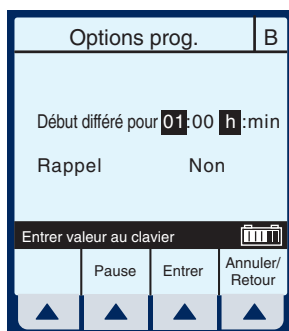 Options prog. B
Début différé pour 01:00 h:min
Rappel Non
Entrer valeur au clavier
Pause Entrer Annuler/
Retour